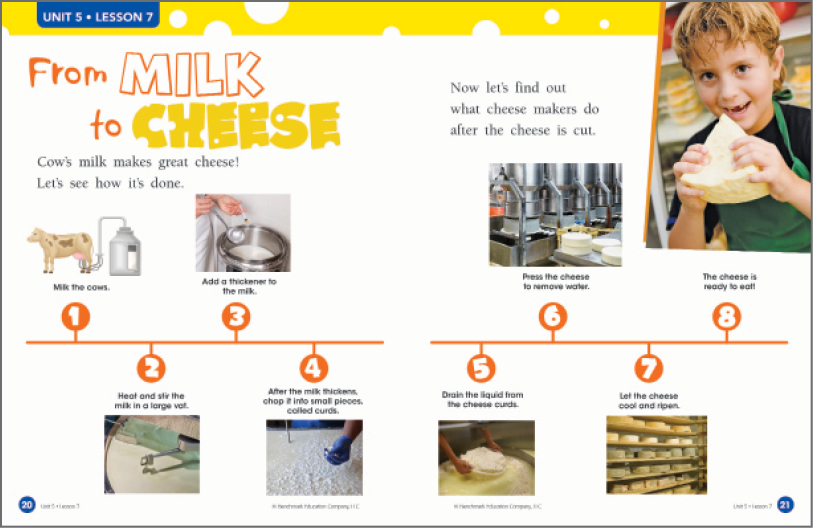 UNIT 5 • LESSON 7
From MILK
to CHEESE
Cow's milk makes great cheese!
Let's see how it's done.
Milk the cows.
1
Heat and stir the
milk in a large vat.
2
Add a thickener to
the milk.
3
After the milk thickens,
chop it into small pieces,
called curds.
4
20
Unit 5 • Lesson 7
© Benchmark Education Company, LLC
Now let's find out
what cheese makers do
after the cheese is cut.
Drain the liquid from
the cheese curds.
5
Press the cheese
to remove water.
6
Let the cheese
cool and ripen.
7
The cheese is
ready to eat!
8
© Benchmark Education Company, LLC
Unit 5 • Lesson 7
21